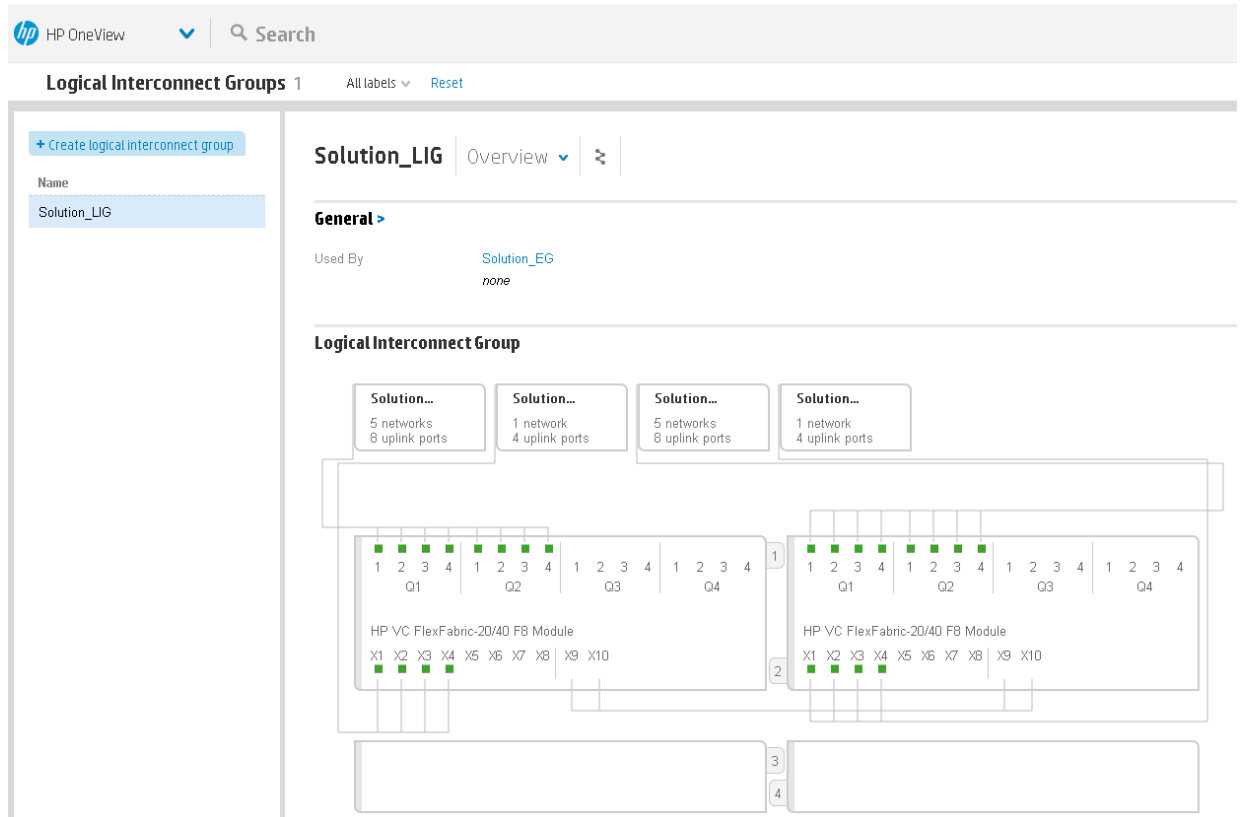 hp HP OneView Search
Logical Interconnect Groups 1 All labels Reset
+ Create logical interconnect group
Name
Solution_LIG
Solution_LIG Overview
General >
Used By Solution_EG
none
Logical Interconnect Group
Solution... Solution... Solution... Solution...
5 networks 1 network 5 networks 1 network
8 uplink ports 4 uplink ports 8 uplink ports 4 uplink ports
1
1 2 3 4 1 2 3 4 1 2 3 4 1 2 3 4 1 2 3 4 1 2 3 4 1 2 3 4 1 2 3 4
Q1 Q2 Q3 Q4 Q1 Q2 Q3 Q4
HP VC FlexFabric-20/40 F8 Module HP VC FlexFabric-20/40 F8 Module
X1 X2 X3 X4 X5 X6 X7 X8 X9 X10 X1 X2 X3 X4 X5 X6 X7 X8 X9 X10
2
3
4